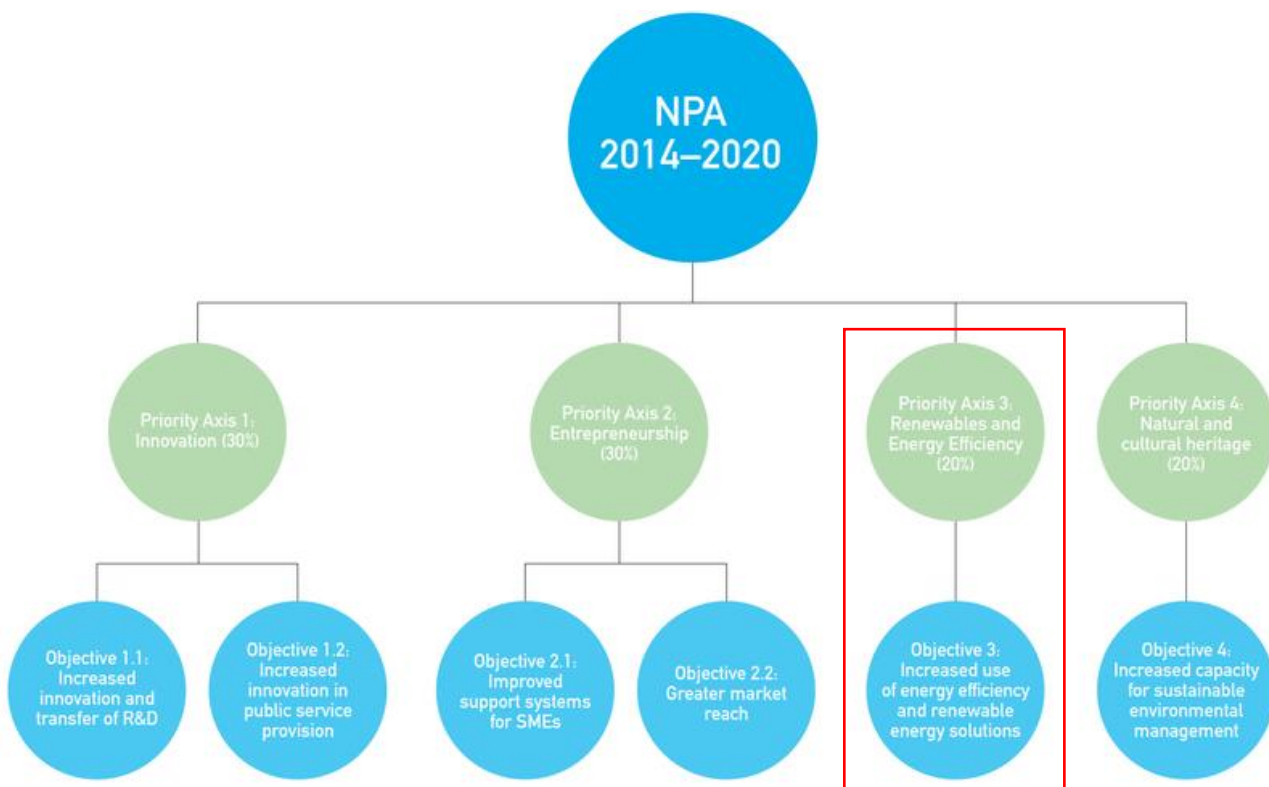 NPA
2014–2020
Priority Axis 1:
Innovation (30%)
Priority Axis 2:
Entrepreneurship
(30%)
Priority Axis 3:
Renewables and
Energy Efficiency
(20%)
Priority Axis 4:
Natural and
cultural heritage
(20%)
Objective 1.1:
Increased
innovation and
transfer of R&D
Objective 1.2:
Increased
innovation in
public service
provision
Objective 2.1:
Improved
support systems
for SMEs
Objective 2.2:
Greater market
reach
Objective 3:
Increased use
of energy efficiency
and renewable
energy solutions
Objective 4:
Increased capacity
for sustainable
environmental
management